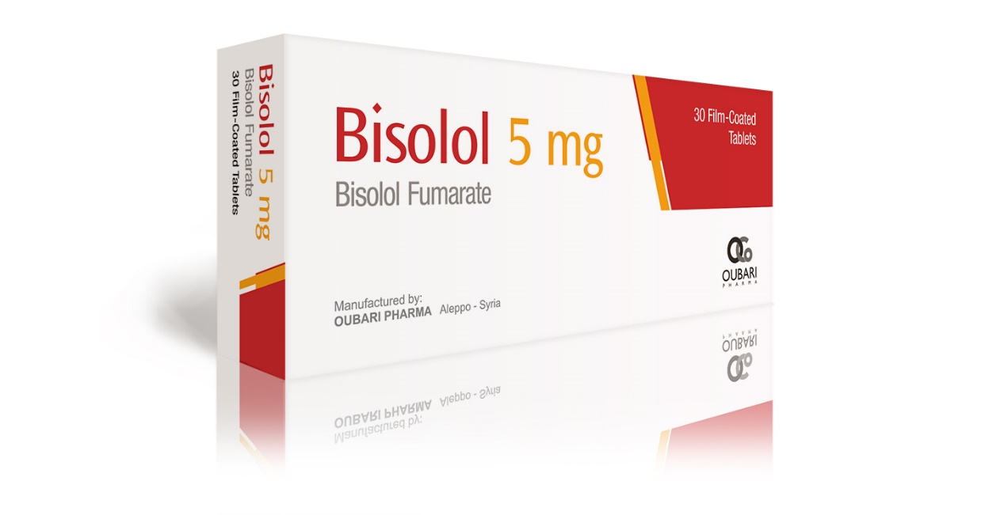 Bisolol 5 mg
Bisolol Fumarate
30 Film-Coated Tablets
Bisolol 5 mg
Bisolol Fumarate
30 Film-Coated
Tablets
OUBARI
PHARMA
Manufactured by:
OUBARI PHARMA Aleppo - Syria